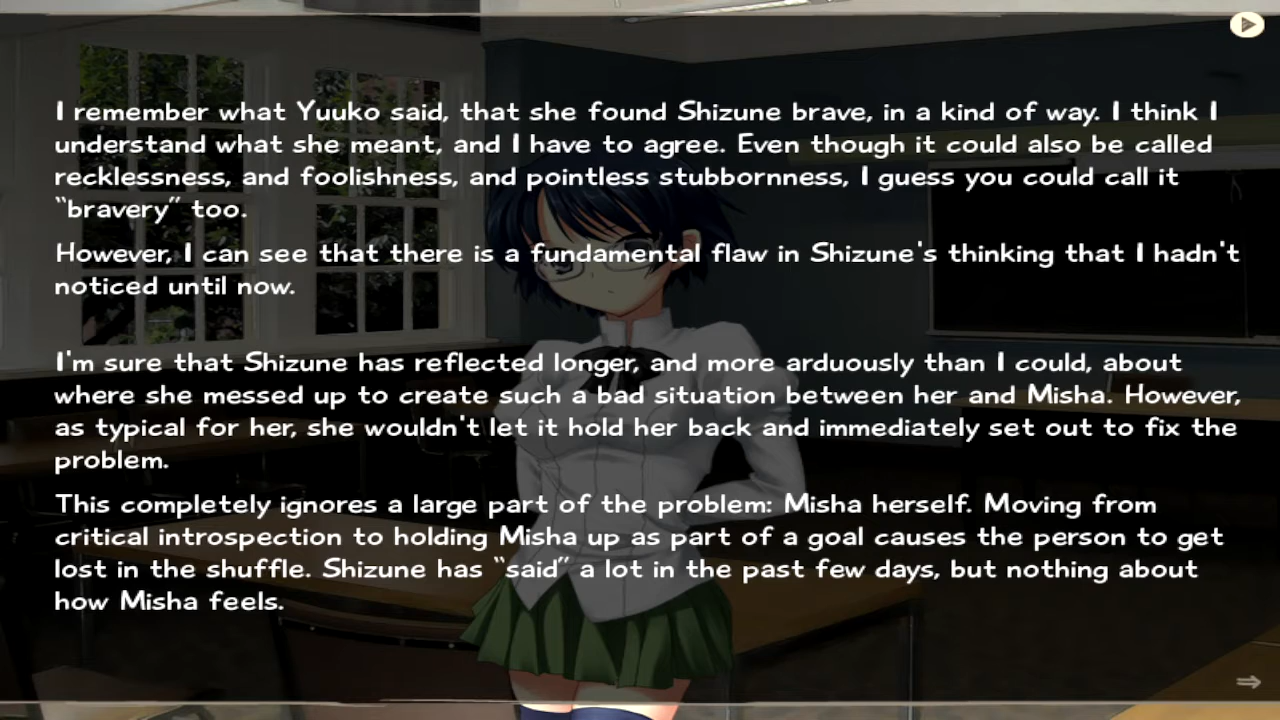 I remember what Yuuko said, that she found Shizune brave, in a kind of way. I think I
understand what she meant, and I have to agree. Even though it could also be called
recklessness, and foolishness, and pointless stubbornness, I guess you could call it
“bravery” too.
However, I can see that there is a fundamental flaw in Shizune's thinking that I hadn't
noticed until now.
I'm sure that Shizune has reflected longer, and more arduously than I could, about
where she messed up to create such a bad situation between her and Misha. However,
as typical for her, she wouldn't let it hold her back and immediately set out to fix the
problem.
This completely ignores a large part of the problem: Misha herself. Moving from
critical introspection to holding Misha up as part of a goal causes the person to get
lost in the shuffle. Shizune has “said” a lot in the past few days, but nothing about
how Misha feels.